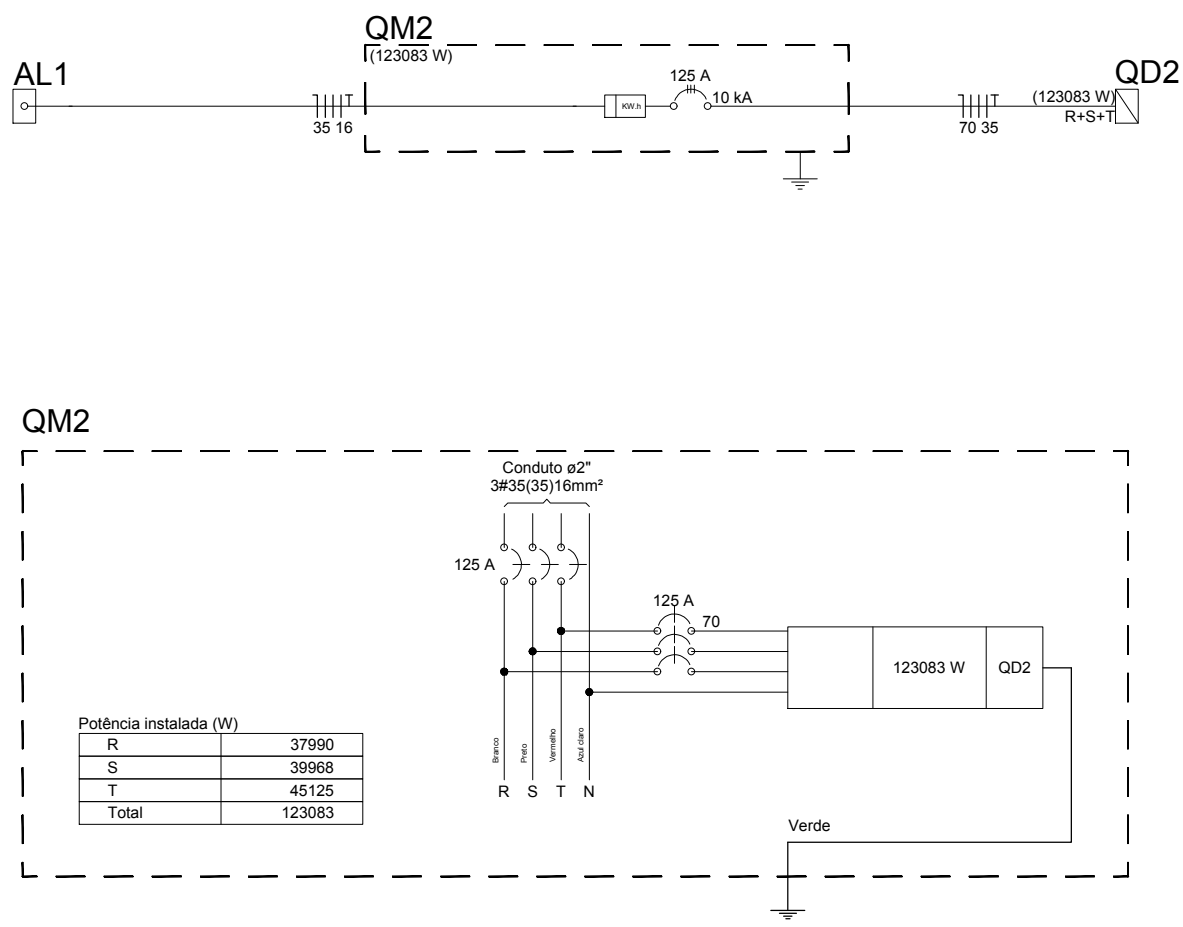 QM2
(123083 W)
AL1
125 A
QD2
KW.h
10 kA
(123083 W)
R+S+T
35 16
70 35
QM2
Conduto ø2"
3#35(35)16mm²
125 A
125 A
70
123083 W QD2
Potência instalada (W)
R 37990
S 39968
T 45125
Total 123083
Branco
Preto
Vermelho
Azul claro
R S T N
Verde